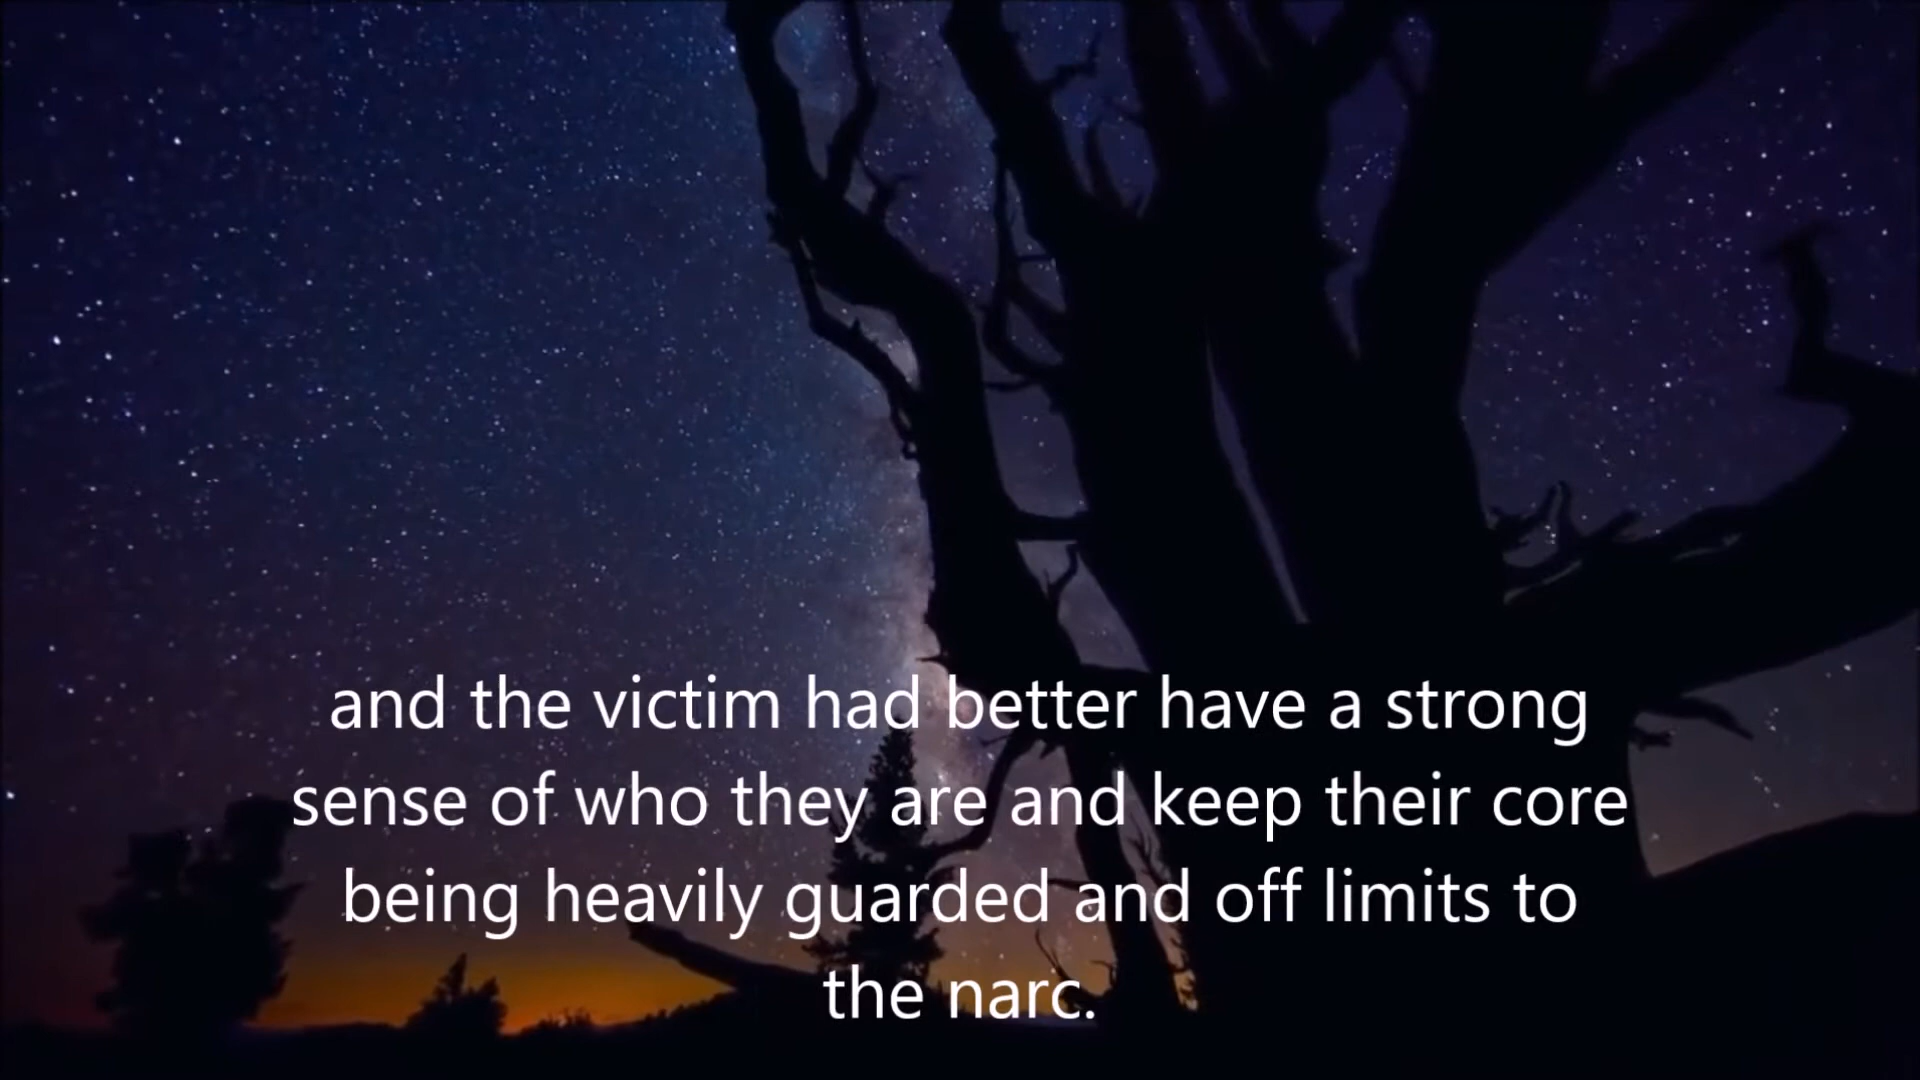 and the victim had better have a strong
sense of who they are and keep their core
being heavily guarded and off limits to
the narc.